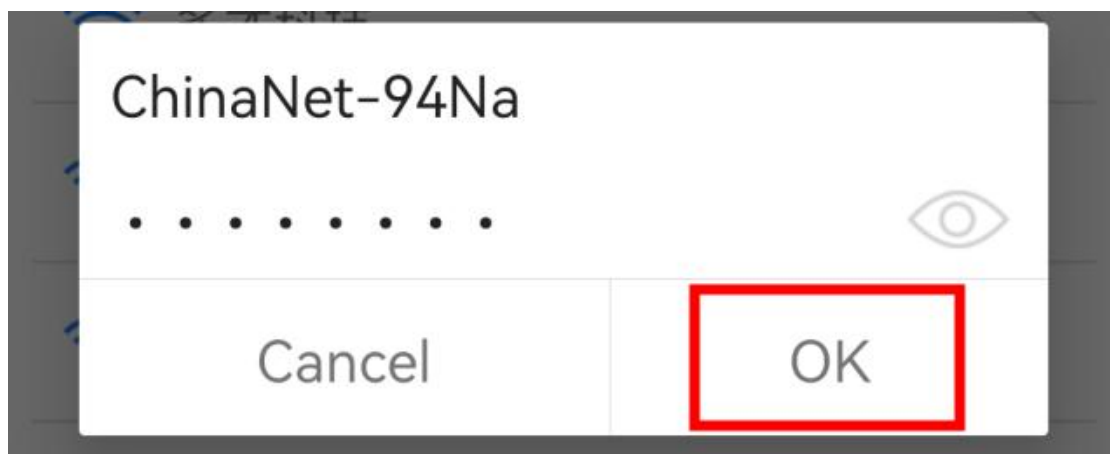 ChinaNet-94Na
• • • • • • • •
Cancel
OK